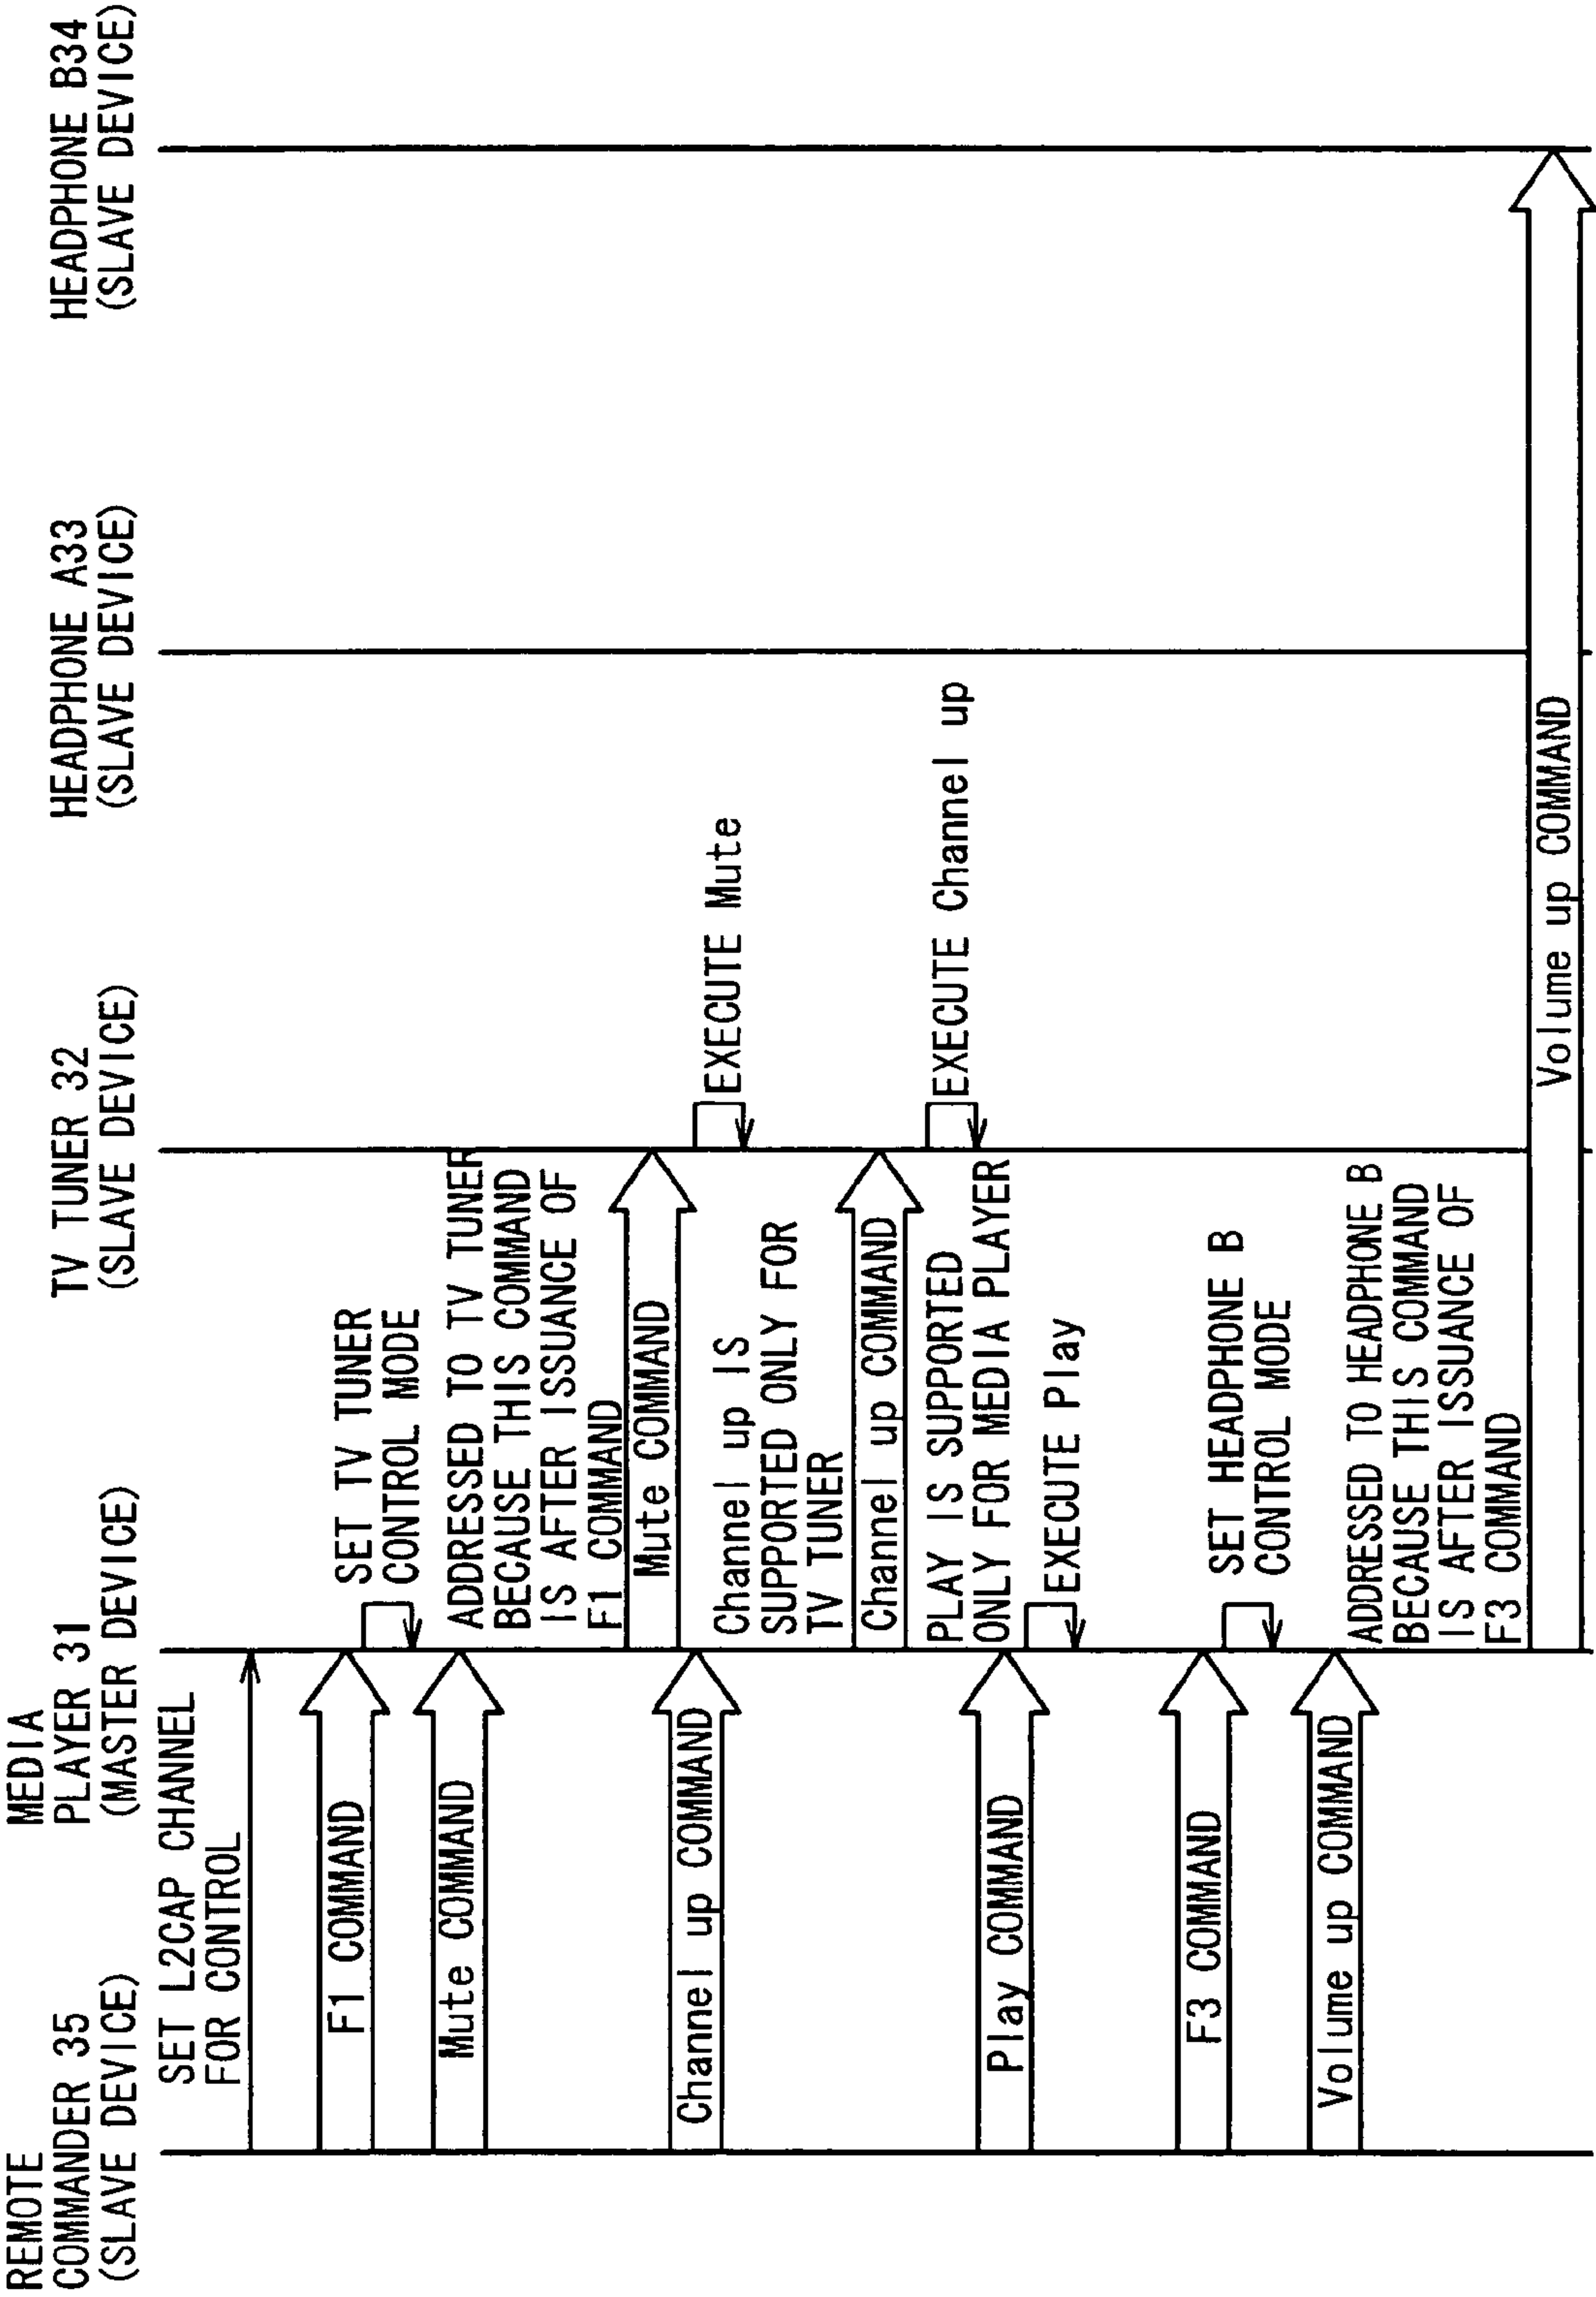 REMOTE
COMMANDER 35
(SLAVE DEVICE)
MEDIA
PLAYER 31
(MASTER DEVICE)
TV TUNER 32
(SLAVE DEVICE)
HEADPHONE A33
(SLAVE DEVICE)
HEADPHONE B34
(SLAVE DEVICE)
SET L2CAP CHANNEL
FOR CONTROL
F1 COMMAND
SET TV TUNER
CONTROL MODE
Mute COMMAND
ADDRESSED TO TV TUNER
BECAUSE THIS COMMAND
IS AFTER ISSUANCE OF
F1 COMMAND
Mute COMMAND
EXECUTE Mute
Channel up COMMAND
Channel up IS
SUPPORTED ONLY FOR
TV TUNER
Channel up COMMAND
EXECUTE Channel up
Play COMMAND
PLAY IS SUPPORTED
ONLY FOR MEDIA PLAYER
EXECUTE Play
F3 COMMAND
SET HEADPHONE B
CONTROL MODE
Volume up COMMAND
ADDRESSED TO HEADPHONE B
BECAUSE THIS COMMAND
IS AFTER ISSUANCE OF
F3 COMMAND
Volume up COMMAND